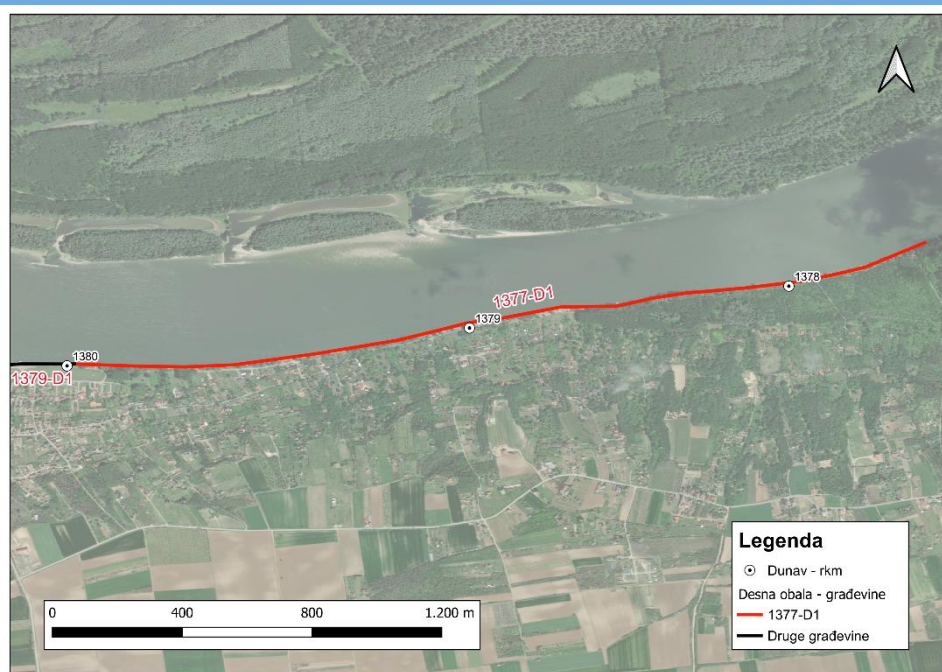 1378
1377-D1
1379
1380
1379-D1
Legenda
Dunav - rkm
Desna obala - građevine
1377-D1
Druge građevine
0 400 800 1.200 m